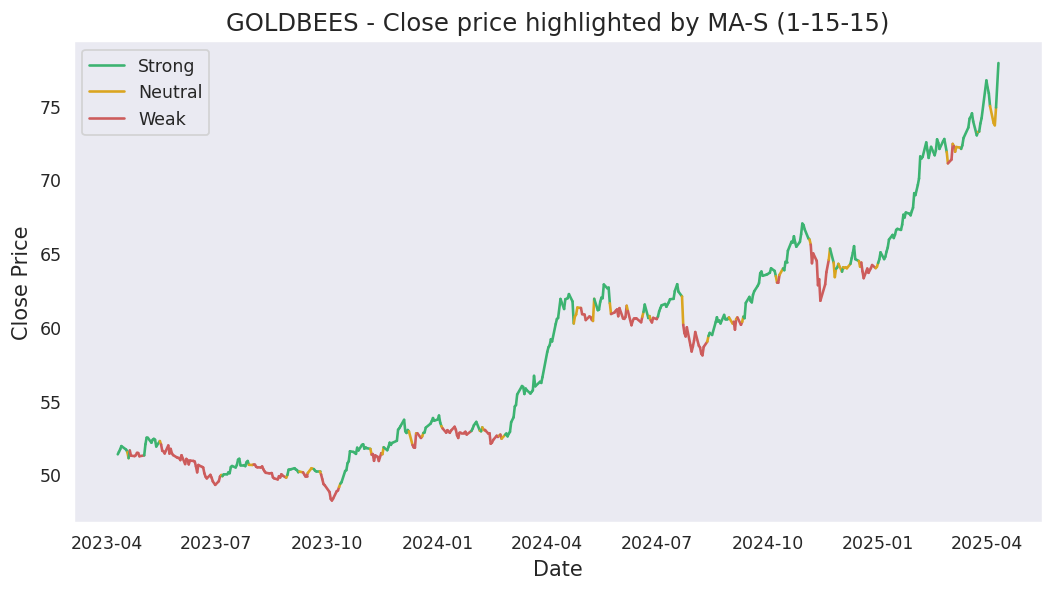 GOLDBEES - Close price highlighted by MA-S (1-15-15)
Strong
Neutral
Weak
Close Price
75
70
65
60
55
50
2023-04 2023-07 2023-10 2024-01 2024-04 2024-07 2024-10 2025-01 2025-04
Date